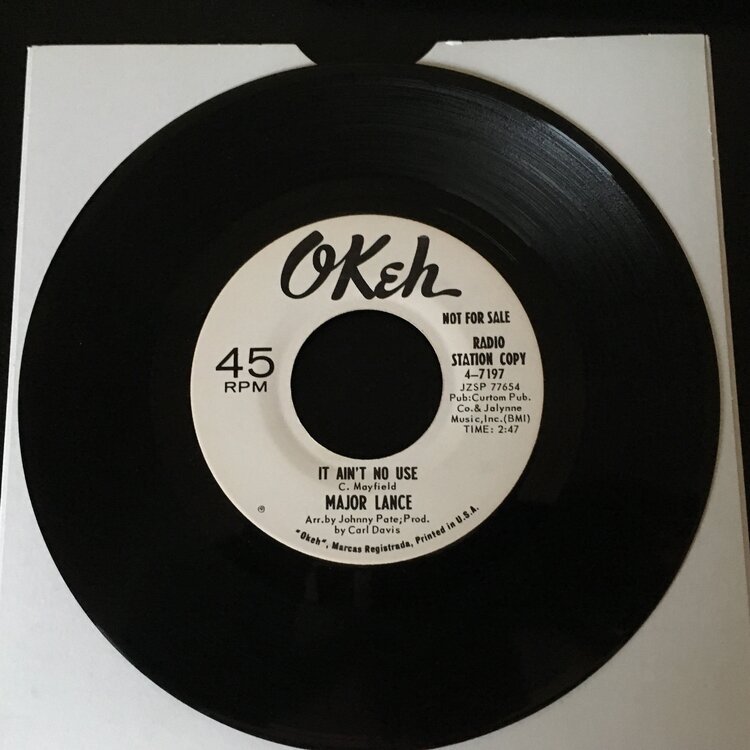 OKeh
NOT FOR SALE
45
RPM
RADIO
STATION COPY
4-7197
JZSP 77654
Pub:Curtom Pub.
Co.& Jalynne
Music,Inc.(BMI)
TIME: 2:47
IT AIN'T NO USE
C. Mayfield
MAJOR LANCE
Arr.by Johnny Pate;Prod.
by Carl Davis
℗
"Okeh", Marcas Registrada, Printed in U.S.A.